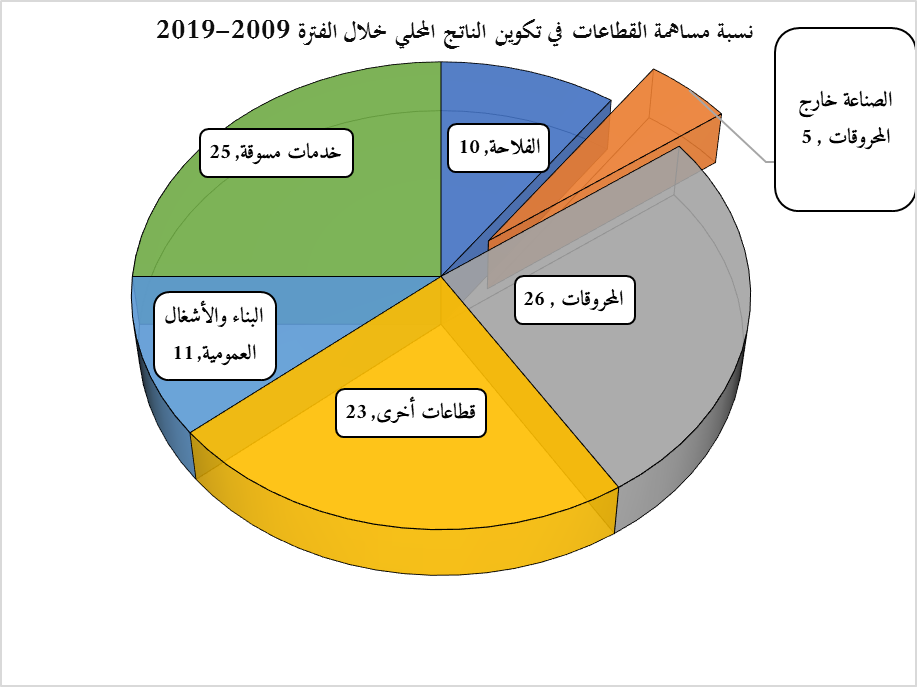 نسبة مساهمة القطاعات في تكوين الناتج المحلي خلال الفترة 2009-2019
الصناعة خارج
المحروقات , 5
الفلاحة, 10
خدمات مسوقة, 25
المحروقات , 26
البناء والأشغال
العمومية, 11
قطاعات أخرى, 23